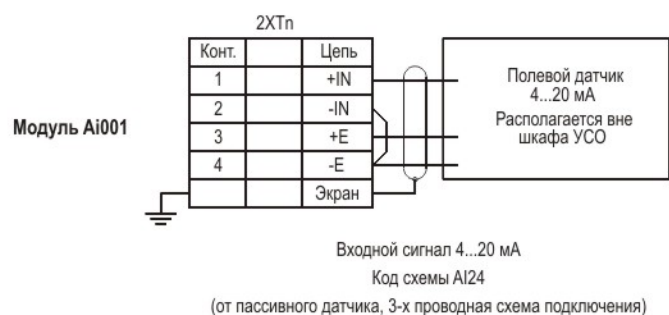 2XTn
Конт. Цепь
1 +IN
2 -IN
3 +E
4 -E
Экран
Модуль Ai001
Полевой датчик
4...20 мА
Располагается вне
шкафа УСО
Входной сигнал 4...20 мА
Код схемы AI24
(от пассивного датчика, 3-х проводная схема подключения)